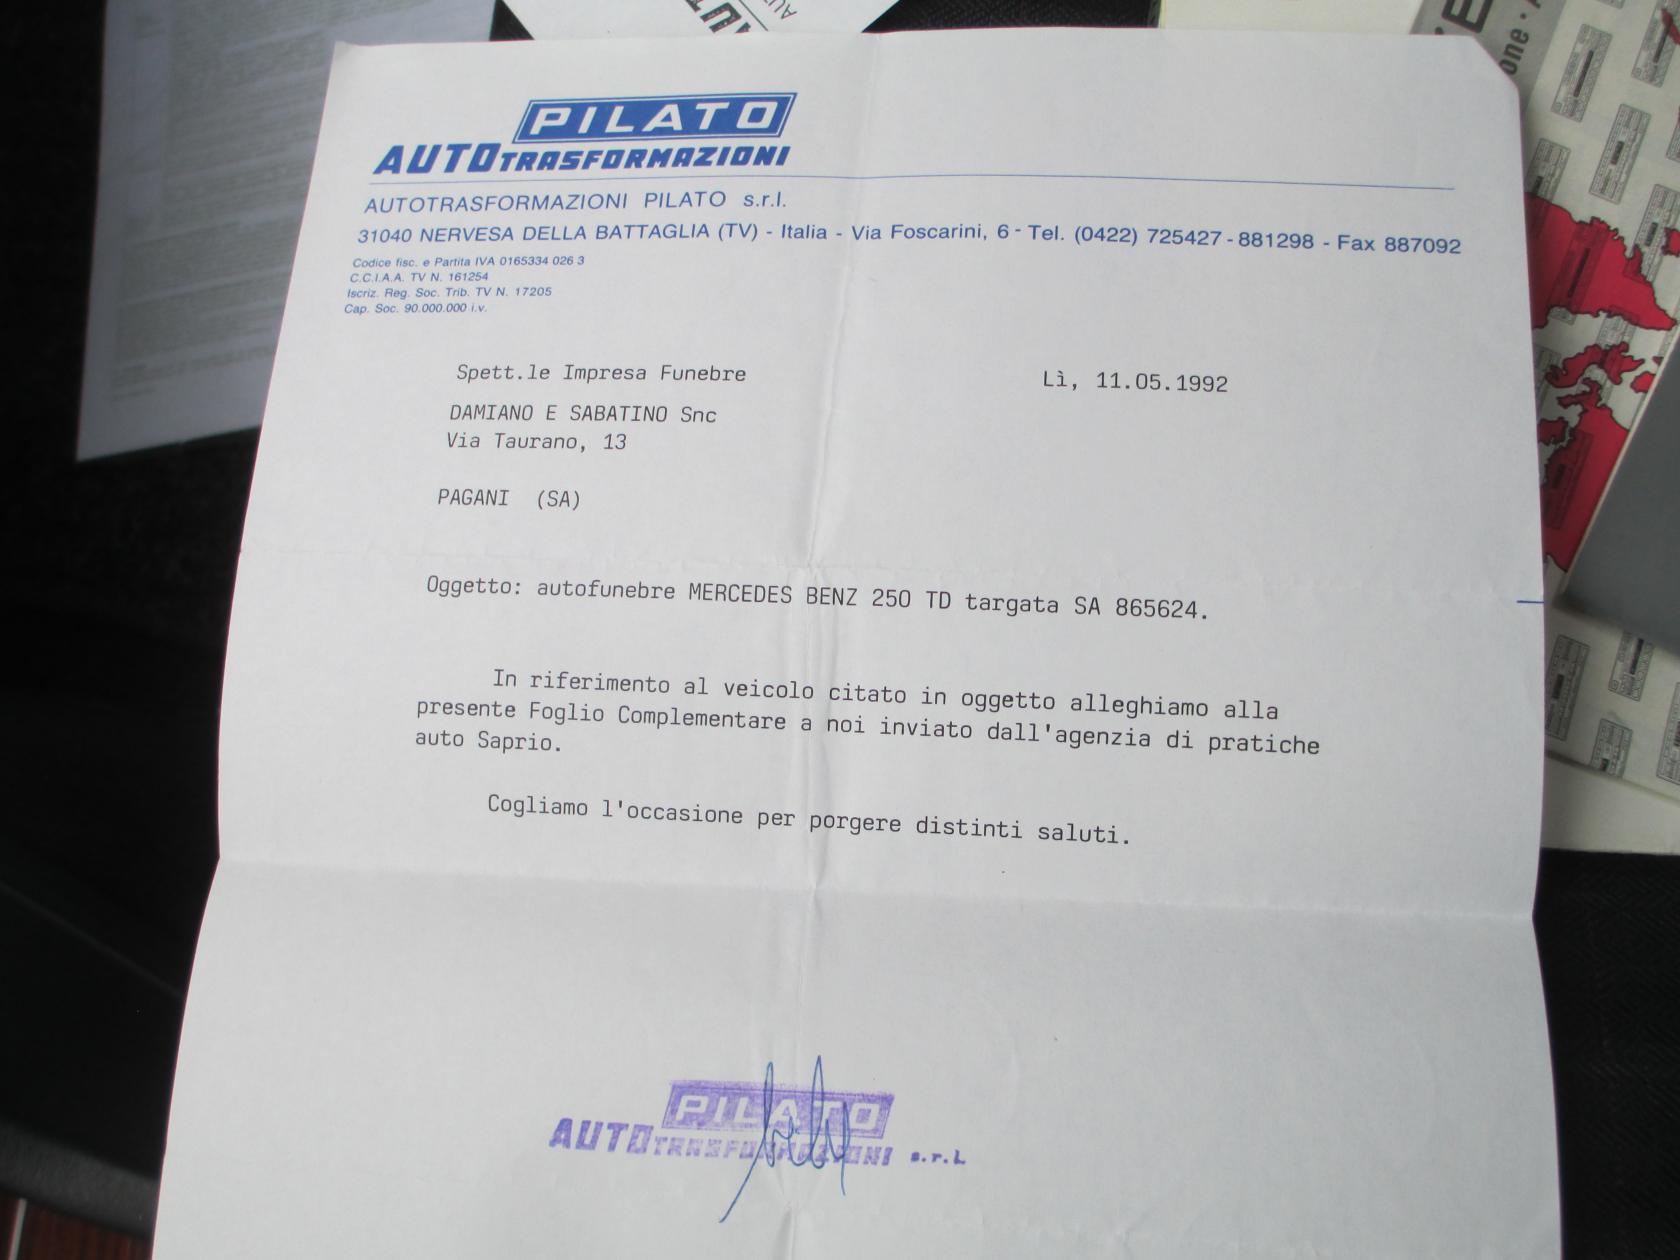 PILATO
AUTOTRASFORMAZIONI
AUTOTRASFORMAZIONI PILATO s.r.l.
31040 NERVESA DELLA BATTAGLIA (TV) - Italia - Via Foscarini, 6 - Tel. (0422) 725427 - 881298 - Fax 887092
Codice fisc. e Partita IVA 0165334 026 3
C.C.I.A.A. TV N. 161254
Iscriz. Reg. Soc. Trib. TV N. 17205
Cap. Soc. 90.000.000 i.v.
Spett.le Impresa Funebre
Lì, 11.05.1992
DAMIANO E SABATINO Snc
Via Taurano, 13
PAGANI (SA)
Oggetto: autofunebre MERCEDES BENZ 250 TD targata SA 865624.
In riferimento al veicolo citato in oggetto alleghiamo alla
presente Foglio Complementare a noi inviato dall'agenzia di pratiche
auto Saprio.
Cogliamo l'occasione per porgere distinti saluti.
PILATO
AUTOTRASFORMAZIONI s.r.l.